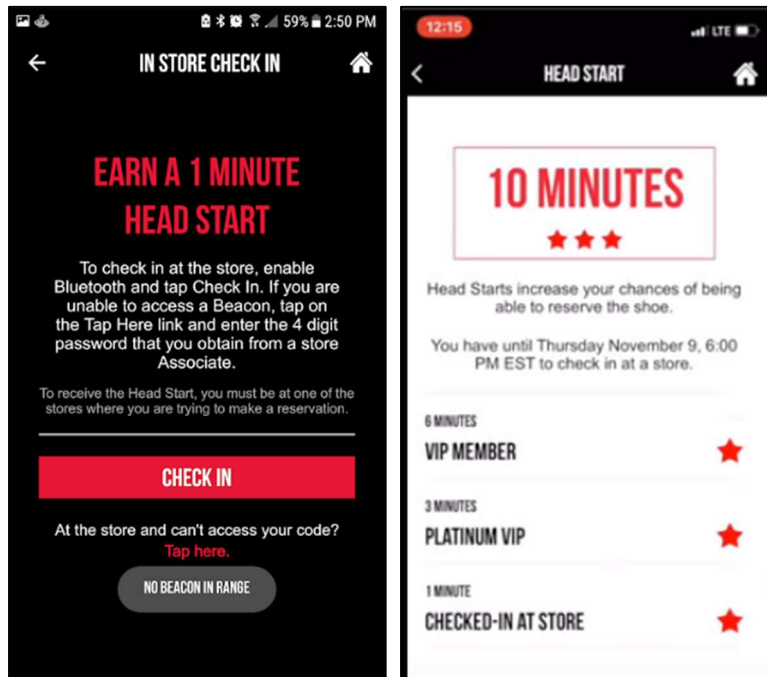 59% 2:50 PM
IN STORE CHECK IN
EARN A 1 MINUTE
HEAD START
To check in at the store, enable
Bluetooth and tap Check In. If you are
unable to access a Beacon, tap on
the Tap Here link and enter the 4 digit
password that you obtain from a store
Associate.
To receive the Head Start, you must be at one of the
stores where you are trying to make a reservation.
CHECK IN
At the store and can't access your code?
Tap here.
NO BEACON IN RANGE
12:15
LTE
HEAD START
10 MINUTES
Head Starts increase your chances of being
able to reserve the shoe.
You have until Thursday November 9, 6:00
PM EST to check in at a store.
6 MINUTES
VIP MEMBER
3 MINUTES
PLATINUM VIP
1 MINUTE
CHECKED-IN AT STORE